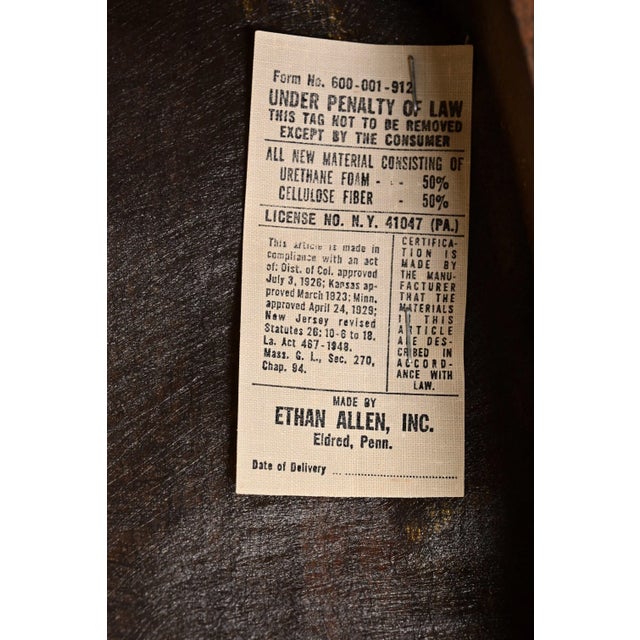 Form No. 600-001-912
UNDER PENALTY OF LAW
THIS TAG NOT TO BE REMOVED
EXCEPT BY THE CONSUMER
ALL NEW MATERIAL CONSISTING OF
URETHANE FOAM - - 50%
CELLULOSE FIBER - 50%
LICENSE NO. N.Y. 41047 (PA.)
This article is made in
compliance with an act
of: Dist. of Col. approved
July 3, 1926; Kansas ap-
proved March 1923; Minn.
approved April 24, 1929;
New Jersey revised
Statutes 26; 10-6 to 18.
La. Act 467-1948.
Mass. G. L., Sec. 270,
Chap. 94.
CERTIFICA-
TION IS
MADE BY
THE MANU-
FACTURER
THAT THE
MATERIALS
IN THIS
ARTICLE
ARE DES-
CRIBED IN
ACCORD-
ANCE WITH
LAW.
MADE BY
ETHAN ALLEN, INC.
Eldred, Penn.
Date of Delivery